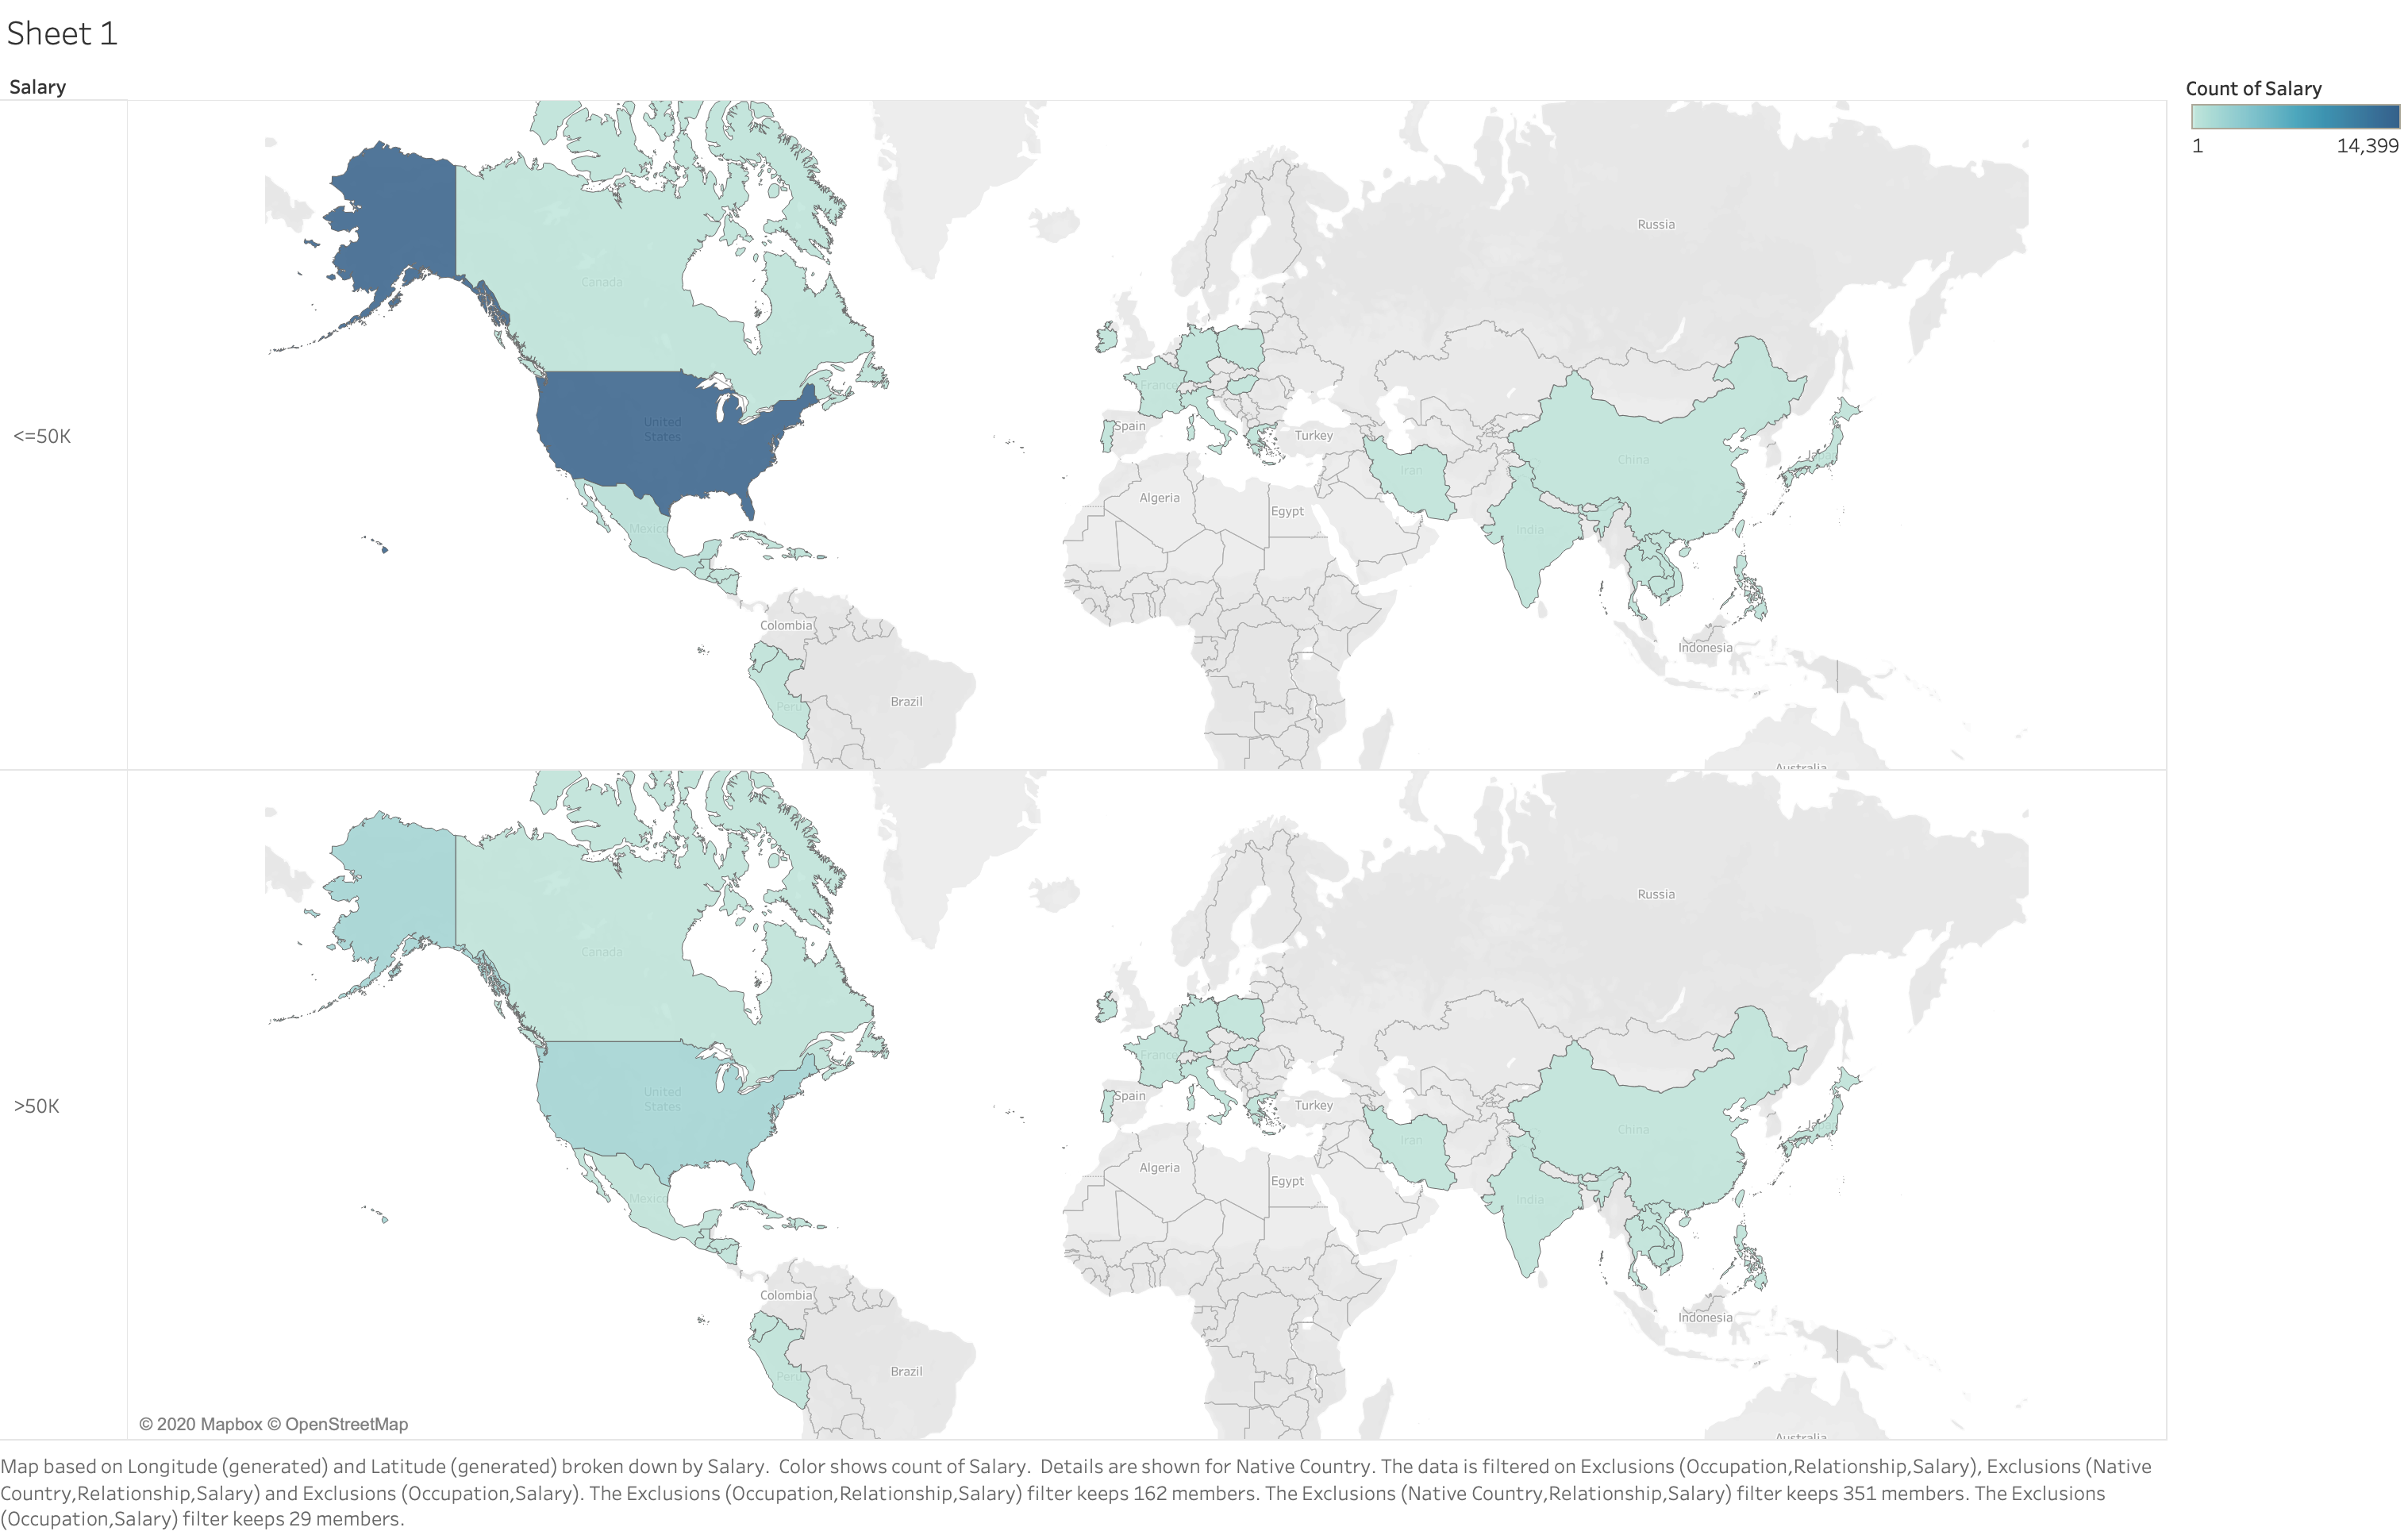 Sheet 1
Salary
Count of Salary
1
14,399
<=50K
Canada
United
States
Mexico
Colombia
Peru
Brazil
Russia
France
Spain
Turkey
Algeria
Egypt
Iran
India
China
Indonesia
Australia
>50K
Canada
United
States
Mexico
Colombia
Peru
Brazil
Russia
France
Spain
Turkey
Algeria
Egypt
Iran
India
China
Indonesia
Australia
© 2020 Mapbox © OpenStreetMap
Map based on Longitude (generated) and Latitude (generated) broken down by Salary.  Color shows count of Salary.  Details are shown for Native Country. The data is filtered on Exclusions (Occupation,Relationship,Salary), Exclusions (Native
Country,Relationship,Salary) and Exclusions (Occupation,Salary). The Exclusions (Occupation,Relationship,Salary) filter keeps 162 members. The Exclusions (Native Country,Relationship,Salary) filter keeps 351 members. The Exclusions
(Occupation,Salary) filter keeps 29 members.